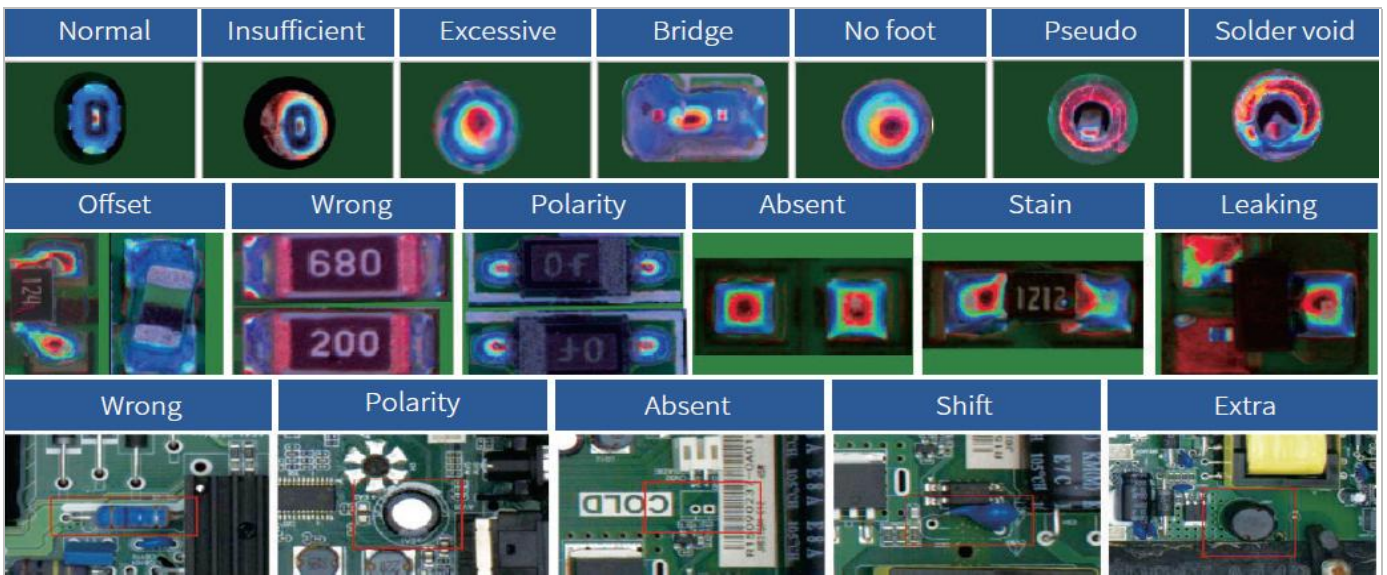 Normal Insufficient Excessive Bridge No foot Pseudo Solder void
Offset Wrong Polarity Absent Stain Leaking
124
680
200
0F
0F
1212
Wrong Polarity Absent Shift Extra
COLD